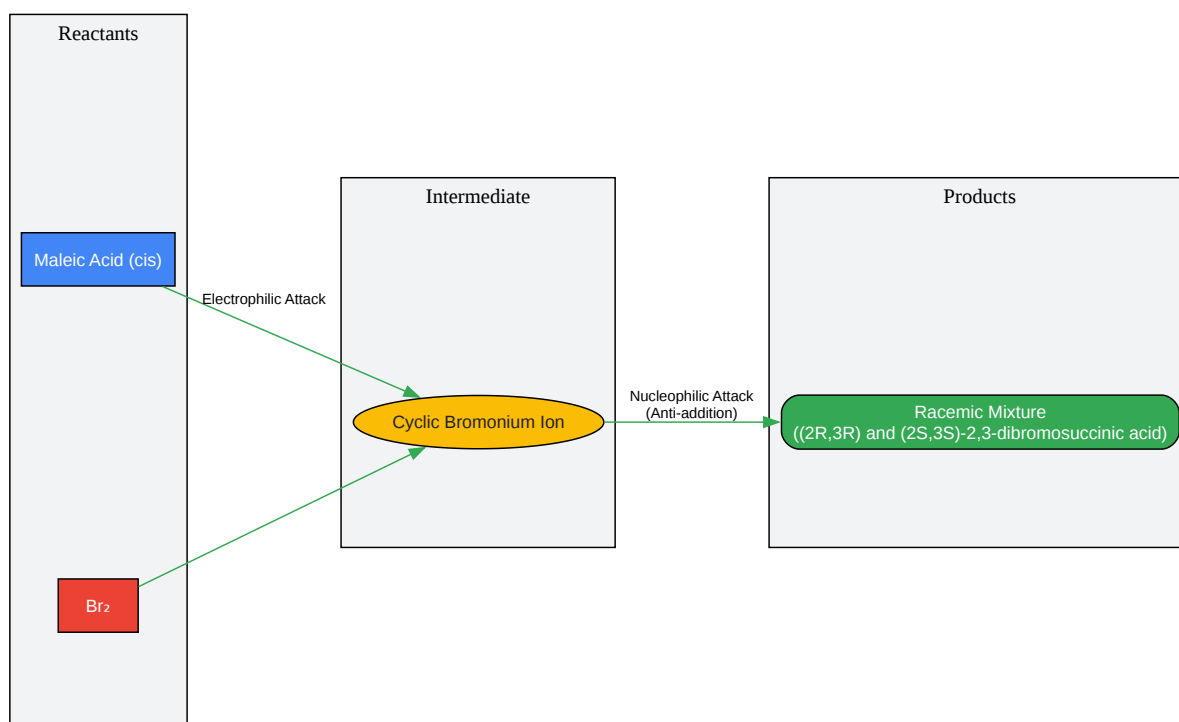 Reactants
Maleic Acid (cis)
Br₂
Electrophilic Attack
Intermediate
Cyclic Bromonium Ion
Nucleophilic Attack
(Anti-addition)
Products
Racemic Mixture
((2R,3R) and (2S,3S)-2,3-dibromosuccinic acid)